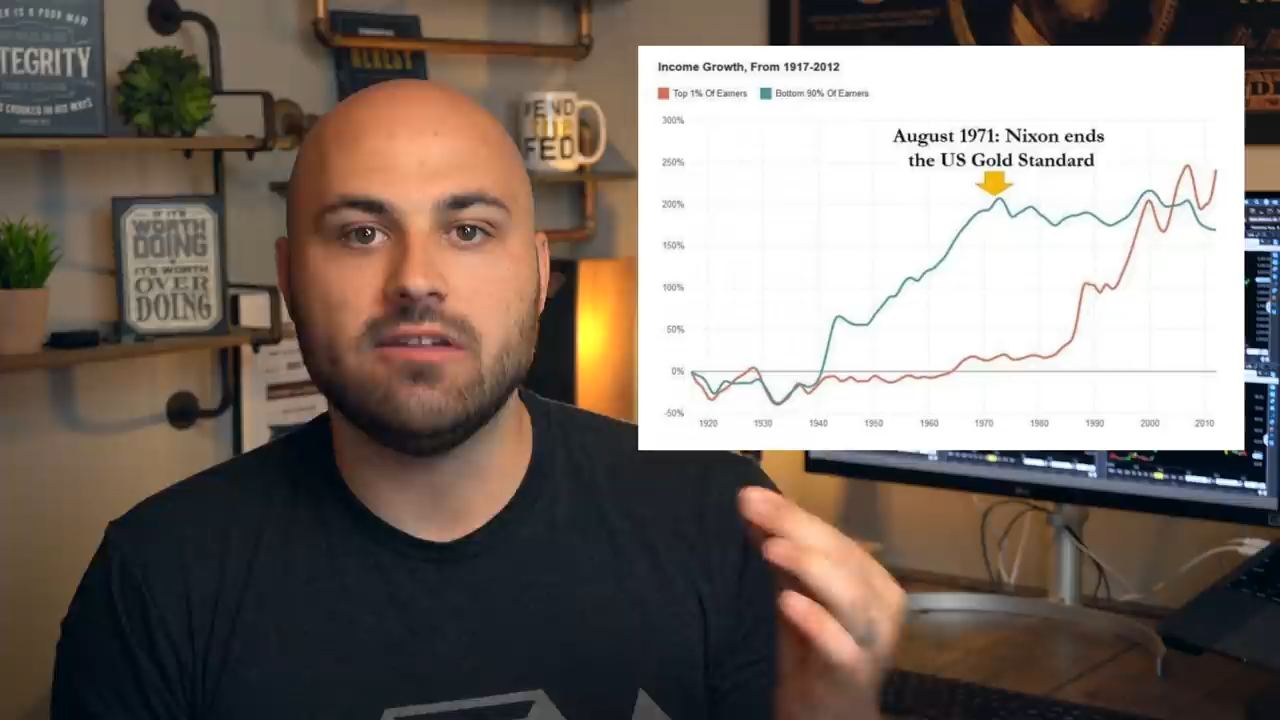 TEGRITY
END
THE
FED
IF IT'S
WORTH
DOING
IT'S WORTH
OVER
DOING
Income Growth, From 1917-2012
Top 1% Of Earners
Bottom 90% Of Earners
August 1971: Nixon ends
the US Gold Standard
300%
250%
200%
150%
100%
50%
0%
-50%
1920
1930
1940
1950
1960
1970
1980
1990
2000
2010